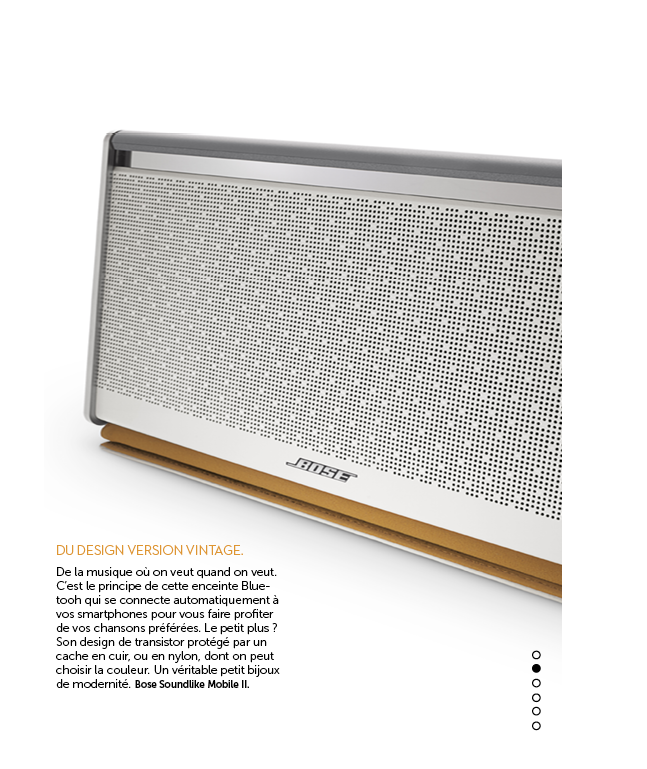 BOSE
DU DESIGN VERSION VINTAGE.
De la musique où on veut quand on veut.
C’est le principe de cette enceinte Blue-
tooh qui se connecte automatiquement à
vos smartphones pour vous faire profiter
de vos chansons préférées. Le petit plus ?
Son design de transistor protégé par un
cache en cuir, ou en nylon, dont on peut
choisir la couleur. Un véritable petit bijoux
de modernité. Bose Soundlike Mobile II.